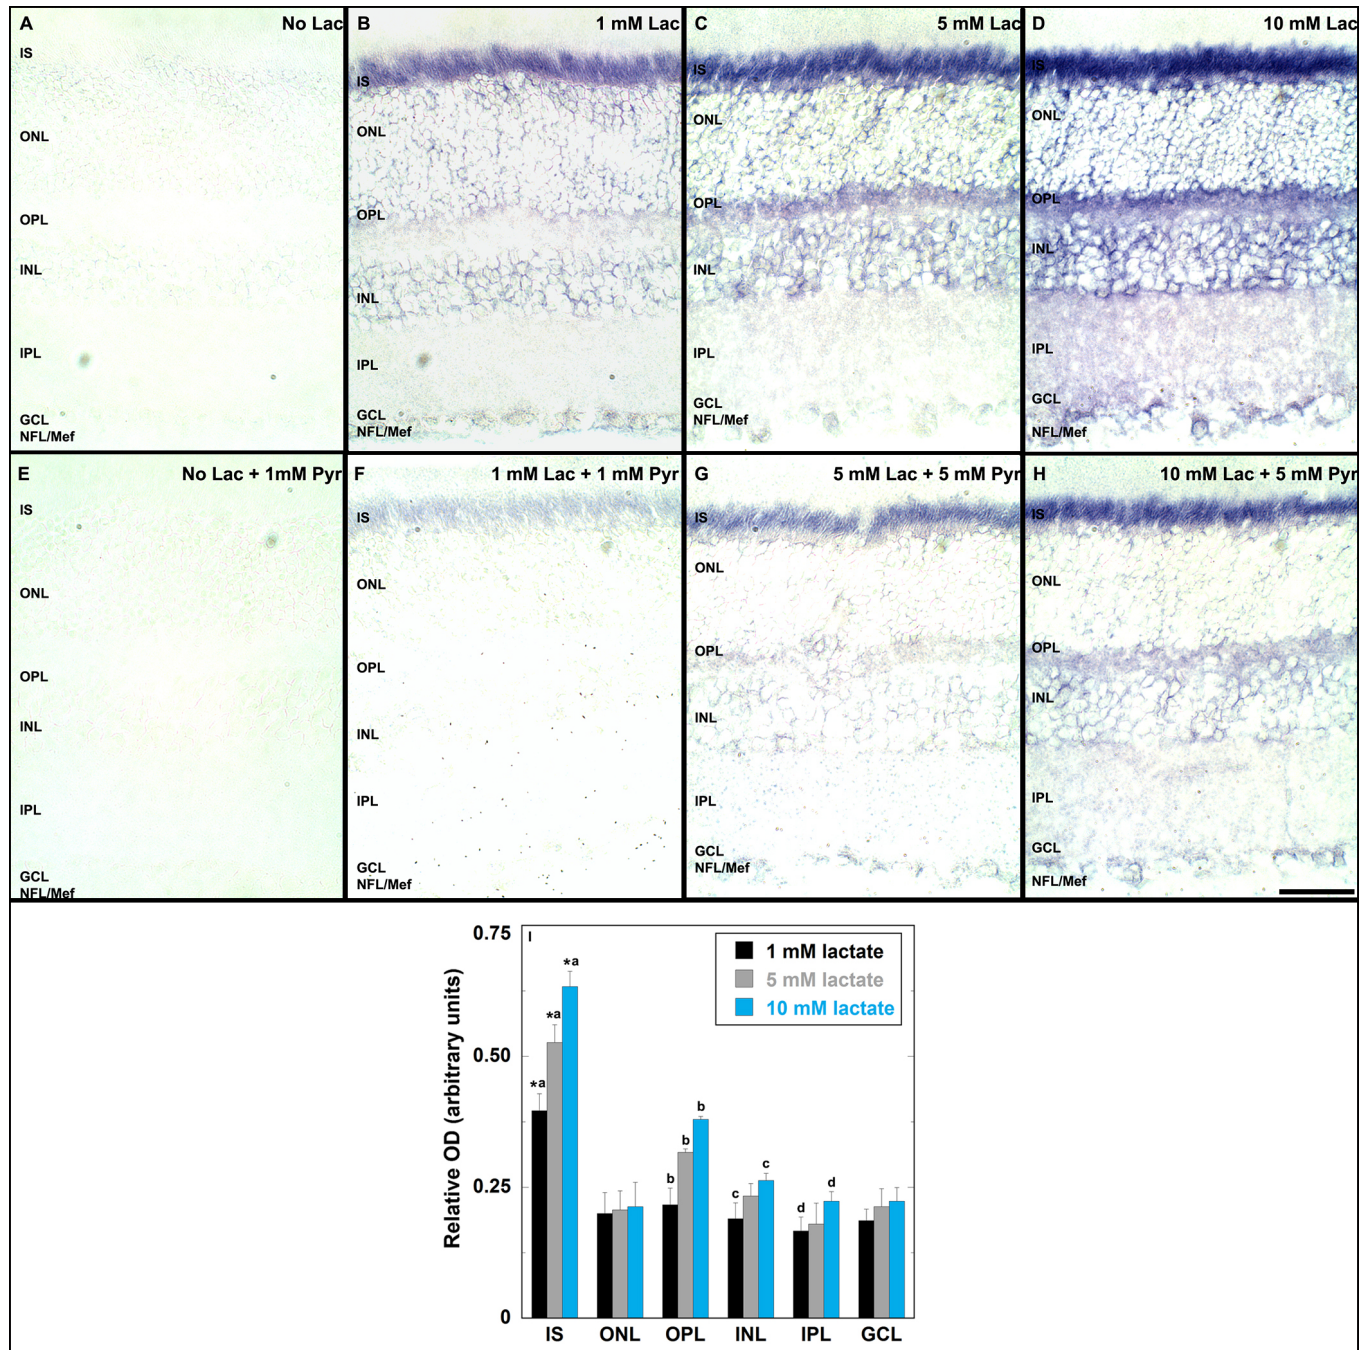 A No Lac
IS
ONL
OPL
INL
IPL
GCL
NFL/Mef
B 1 mM Lac
IS
ONL
OPL
INL
IPL
GCL
NFL/Mef
C 5 mM Lac
IS
ONL
OPL
INL
IPL
GCL
NFL/Mef
D 10 mM Lac
IS
ONL
OPL
INL
IPL
GCL
NFL/Mef
E No Lac + 1mM Pyr
IS
ONL
OPL
INL
IPL
GCL
NFL/Mef
F 1 mM Lac + 1 mM Pyr
IS
ONL
OPL
INL
IPL
GCL
NFL/Mef
G 5 mM Lac + 5 mM Pyr
IS
ONL
OPL
INL
IPL
GCL
NFL/Mef
H 10 mM Lac + 5 mM Pyr
IS
ONL
OPL
INL
IPL
GCL
NFL/Mef
I
Relative OD (arbitrary units)
0.75
0.50
0.25
0
1 mM lactate
5 mM lactate
10 mM lactate
*a
*a
*a
b
b
b
c
c
d
d
IS ONL OPL INL IPL GCL